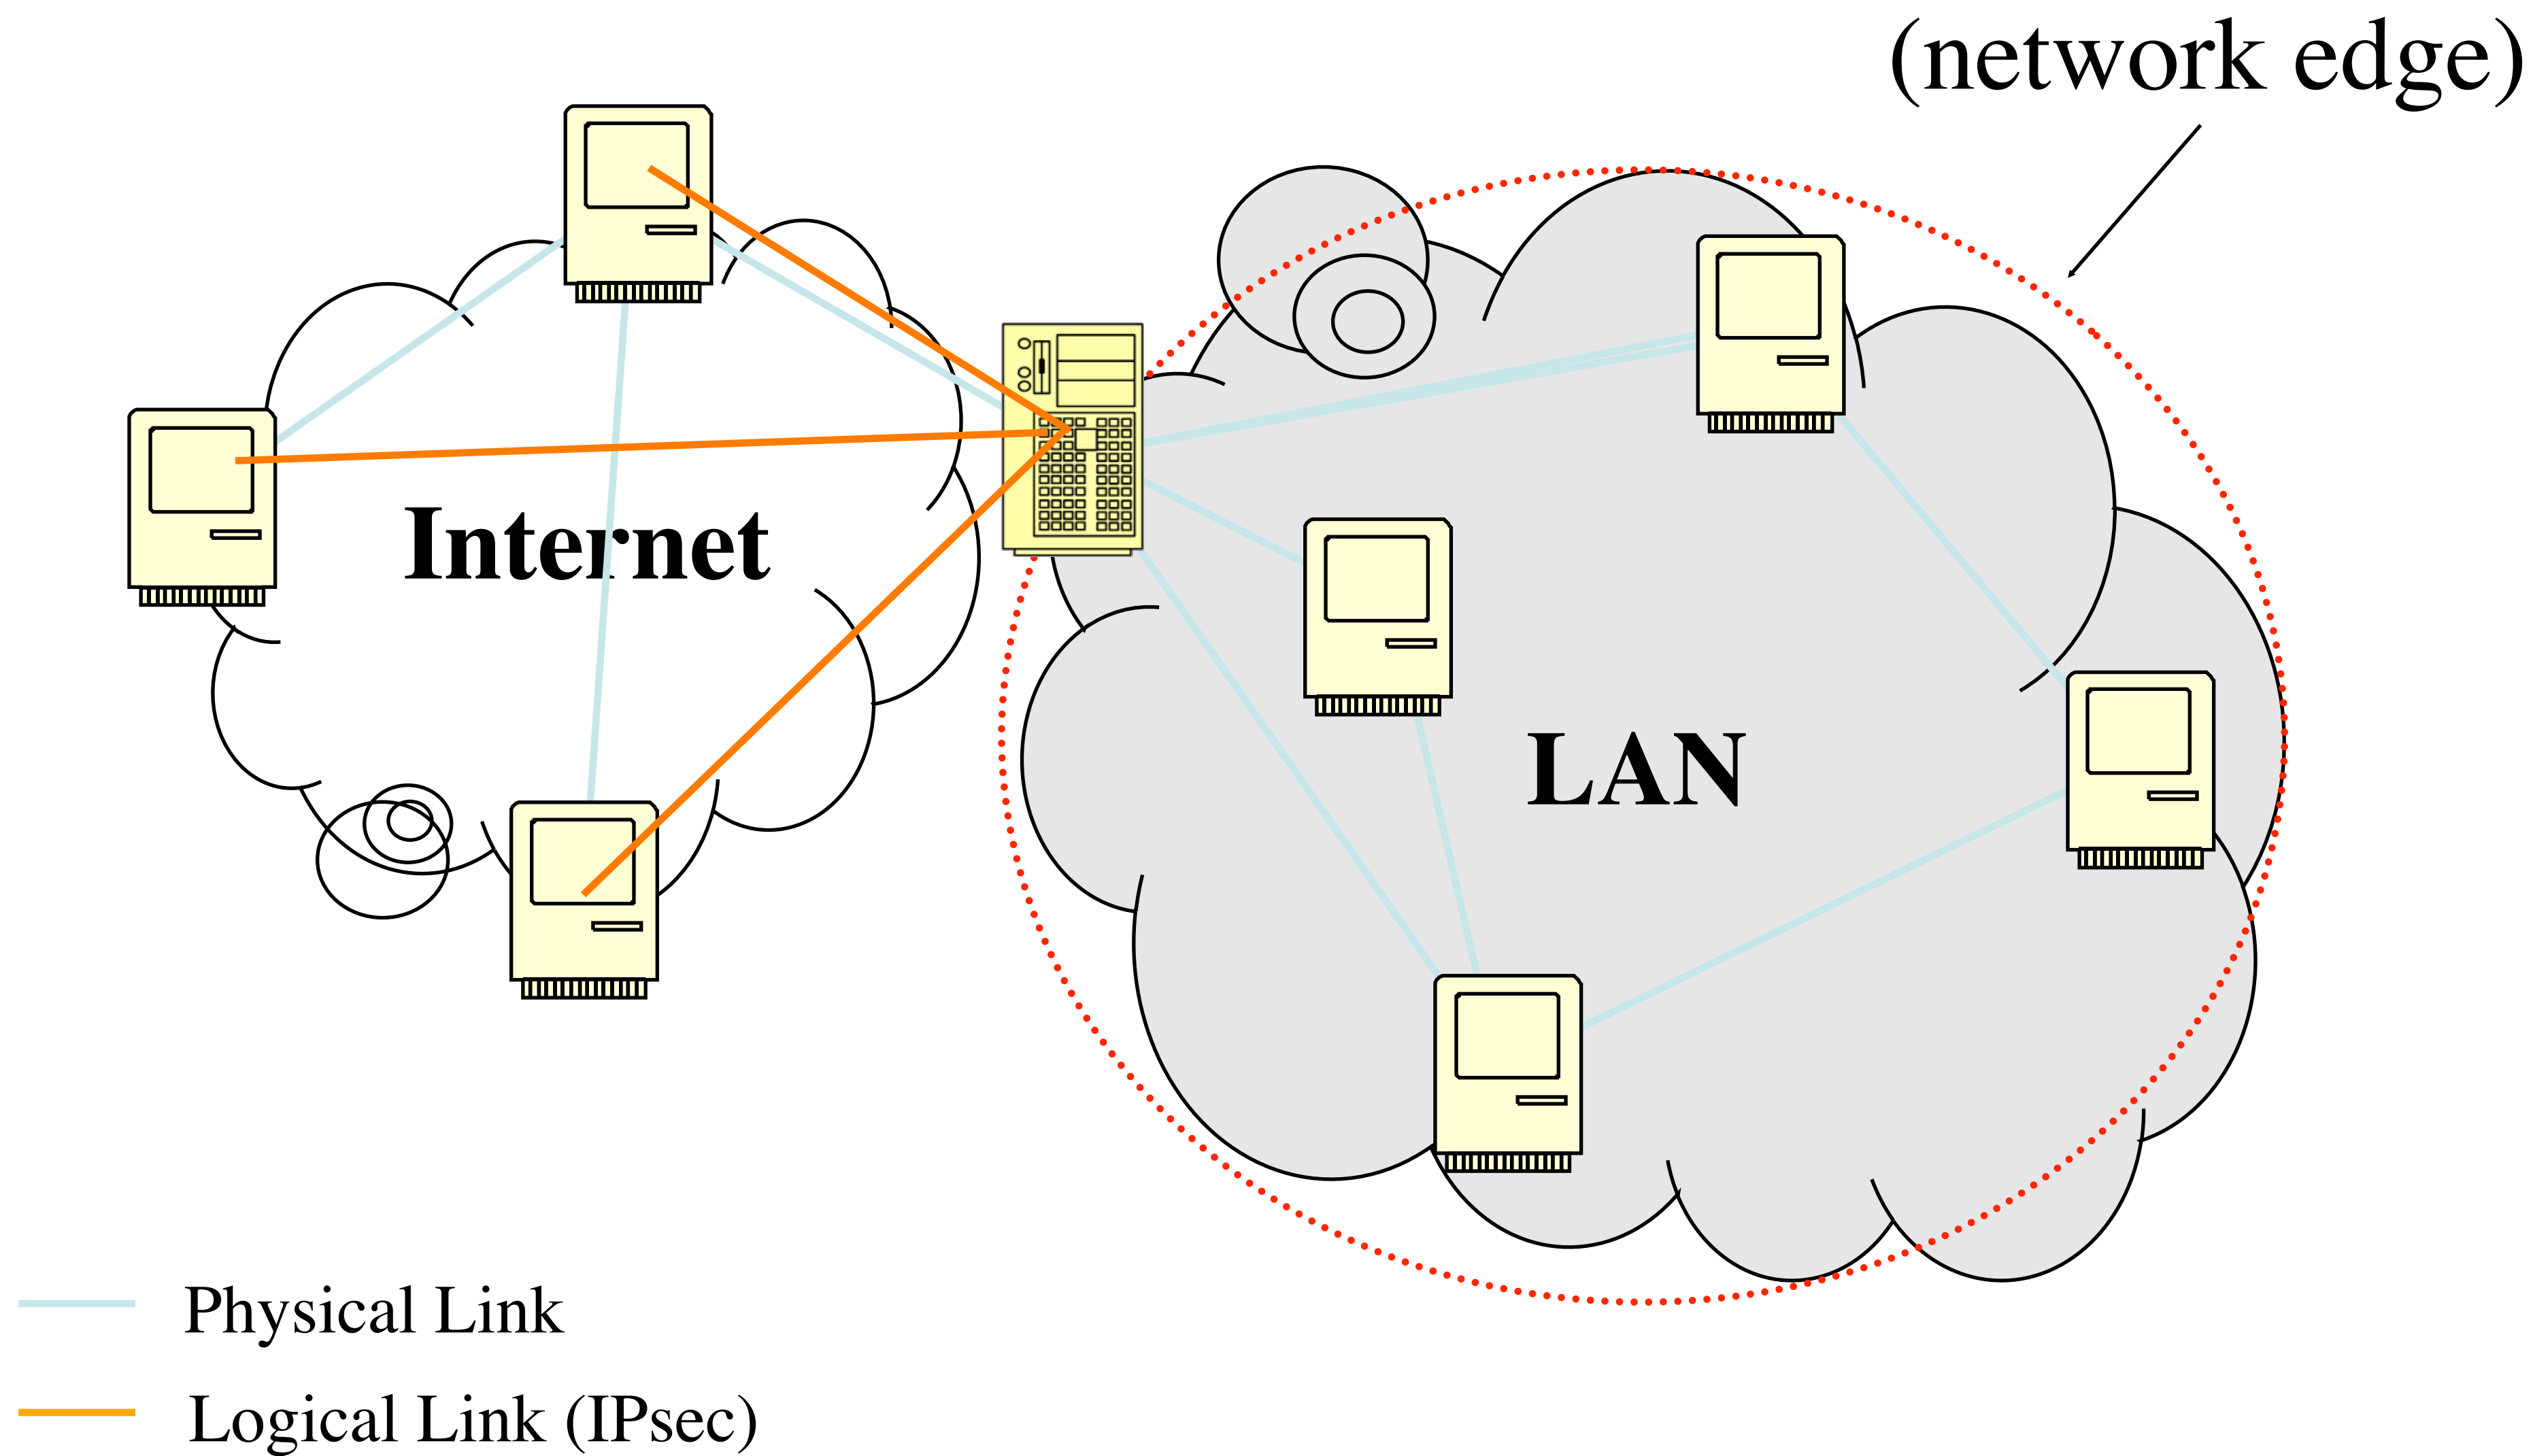 (network edge)
Internet
LAN
Physical Link
Logical Link (IPsec)